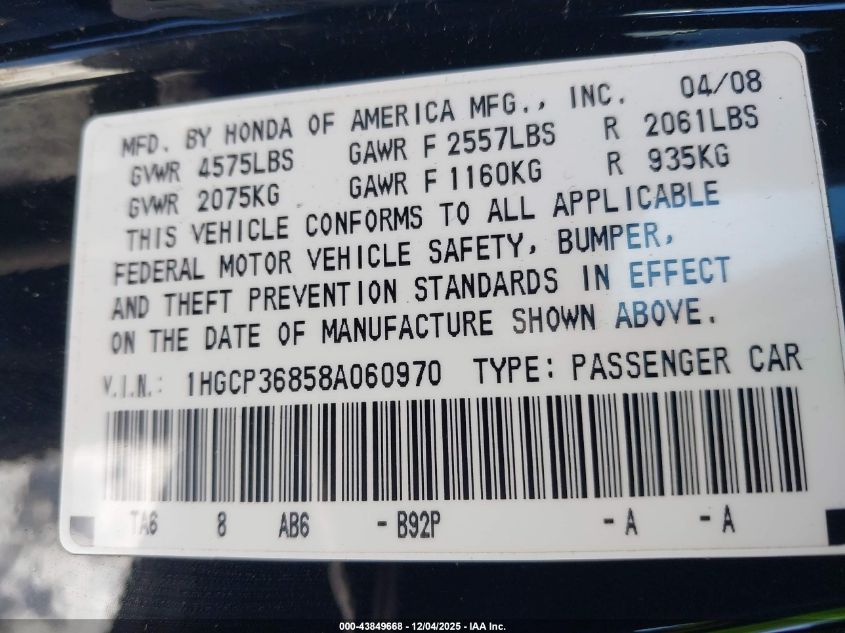 MFD. BY HONDA OF AMERICA MFG., INC. 04/08
GVWR 4575LBS GAWR F 2557LBS R 2061LBS
GVWR 2075KG GAWR F 1160KG R 935KG
THIS VEHICLE CONFORMS TO ALL APPLICABLE
FEDERAL MOTOR VEHICLE SAFETY, BUMPER,
AND THEFT PREVENTION STANDARDS IN EFFECT
ON THE DATE OF MANUFACTURE SHOWN ABOVE.
V.I.N.: 1HGCP36858A060970 TYPE: PASSENGER CAR
TA6 8 AB6 - B92P - A - A
000-43849668 - 12/04/2025 - IAA Inc.